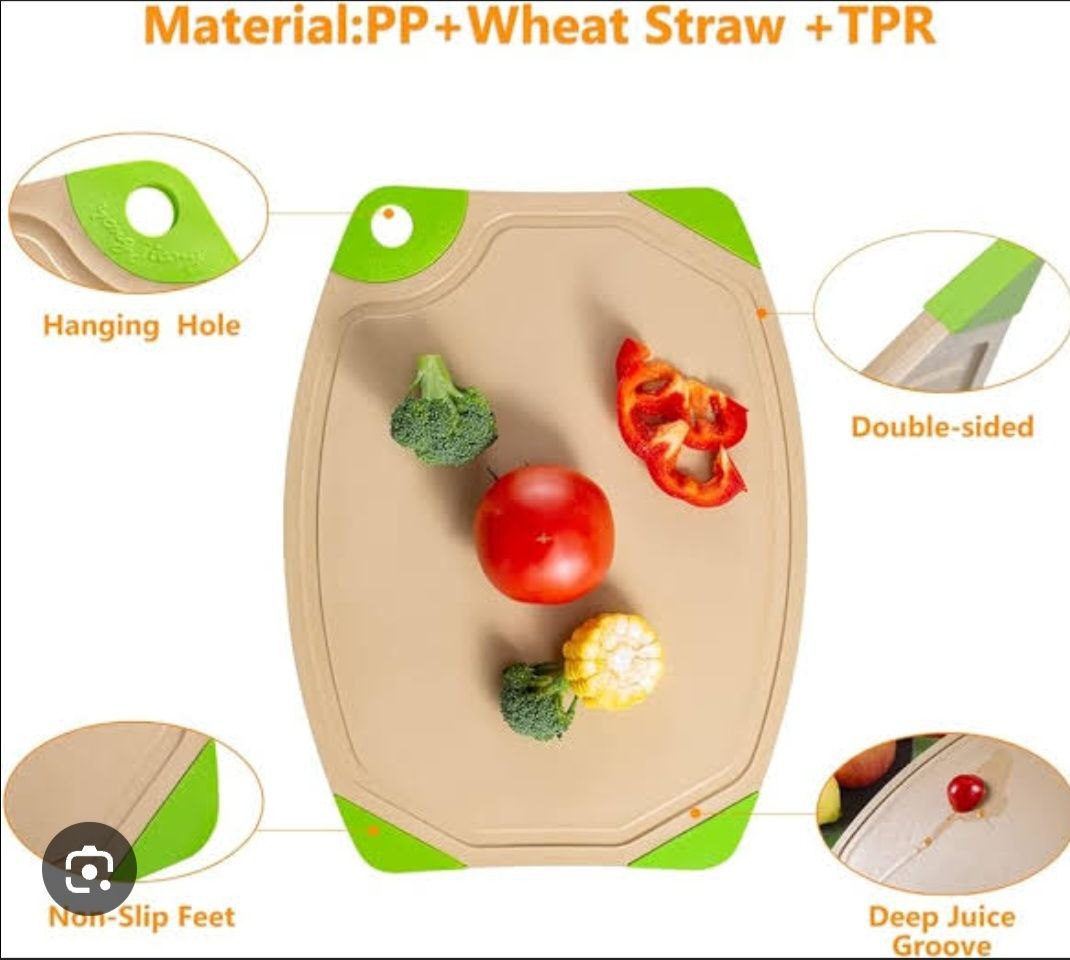 Material:PP+Wheat Straw +TPR
Hanging Hole
Double-sided
Non-Slip Feet
Deep Juice
Groove